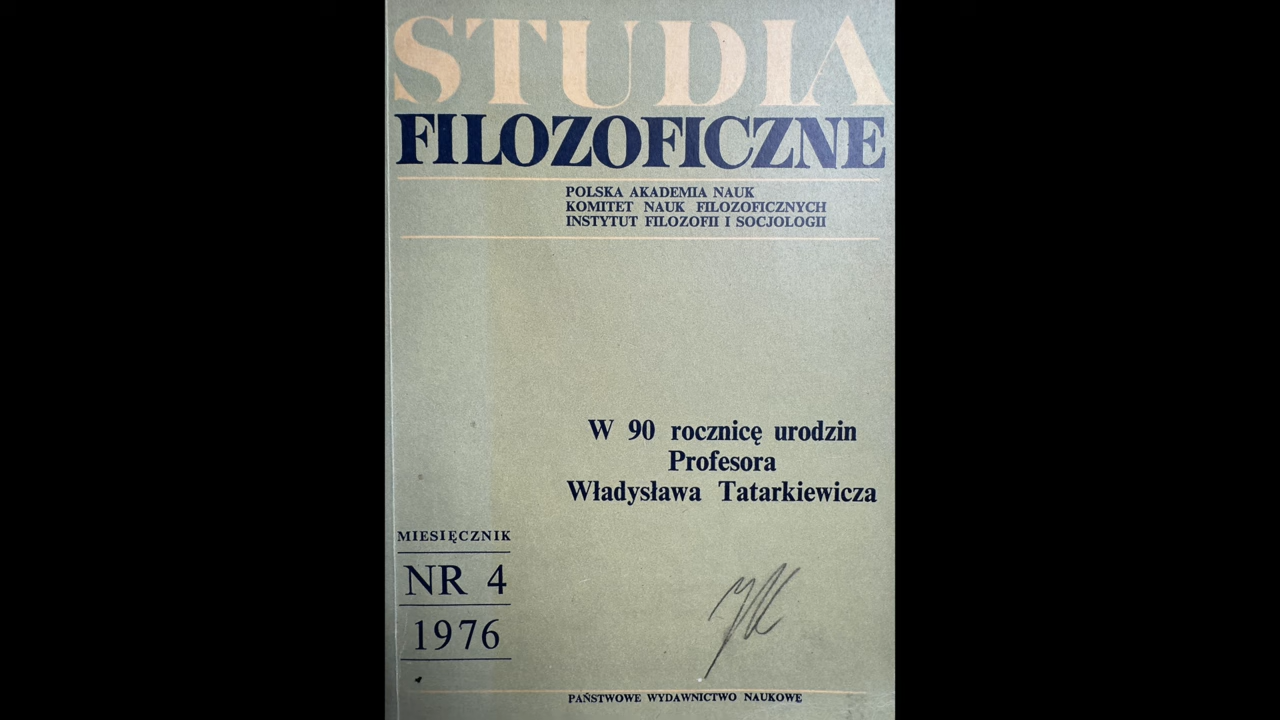 STUDIA
FILOZOFICZNE
POLSKA AKADEMIA NAUK
KOMITET NAUK FILOZOFICZNYCH
INSTYTUT FILOZOFII I SOCJOLOGII
W 90 rocznicę urodzin
Profesora
Władysława Tatarkiewicza
MIESIĘCZNIK
NR 4
1976
PAŃSTWOWE WYDAWNICTWO NAUKOWE